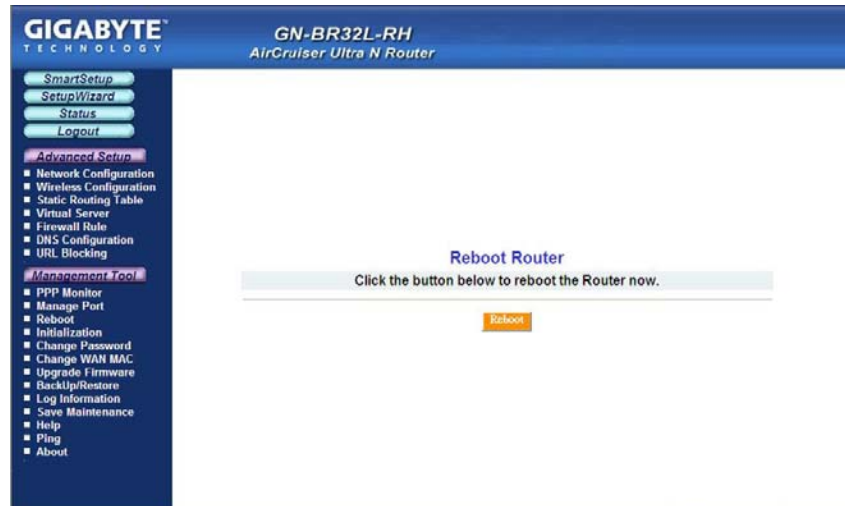 GIGABYTE™
TECHNOLOGY
GN-BR32L-RH
AirCruiser Ultra N Router
SmartSetup
SetupWizard
Status
Logout
Advanced Setup
Network Configuration
Wireless Configuration
Static Routing Table
Virtual Server
Firewall Rule
DNS Configuration
URL Blocking
Management Tool
PPP Monitor
Manage Port
Reboot
Initialization
Change Password
Change WAN MAC
Upgrade Firmware
BackUp/Restore
Log Information
Save Maintenance
Help
Ping
About
Reboot Router
Click the button below to reboot the Router now.
Reboot